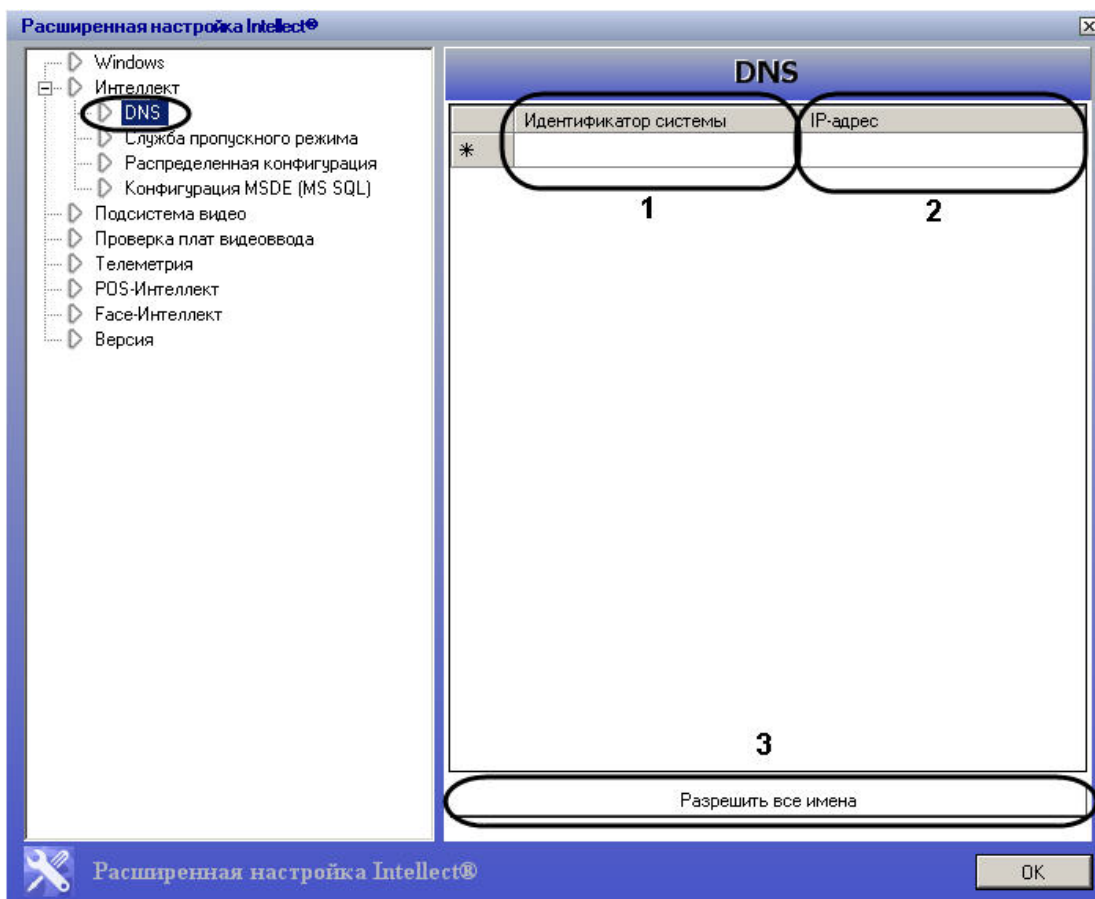 Расширенная настройка Intellect®
Windows
Интеллект
DNS
Служба пропускного режима
Распределенная конфигурация
Конфигурация MSDE (MS SQL)
Подсистема видео
Проверка плат видеоввода
Телеметрия
POS-Интеллект
Face-Интеллект
Версия
DNS
Идентификатор системы IP-адрес
*
1 2
3
Разрешить все имена
Расширенная настройка Intellect®
OK